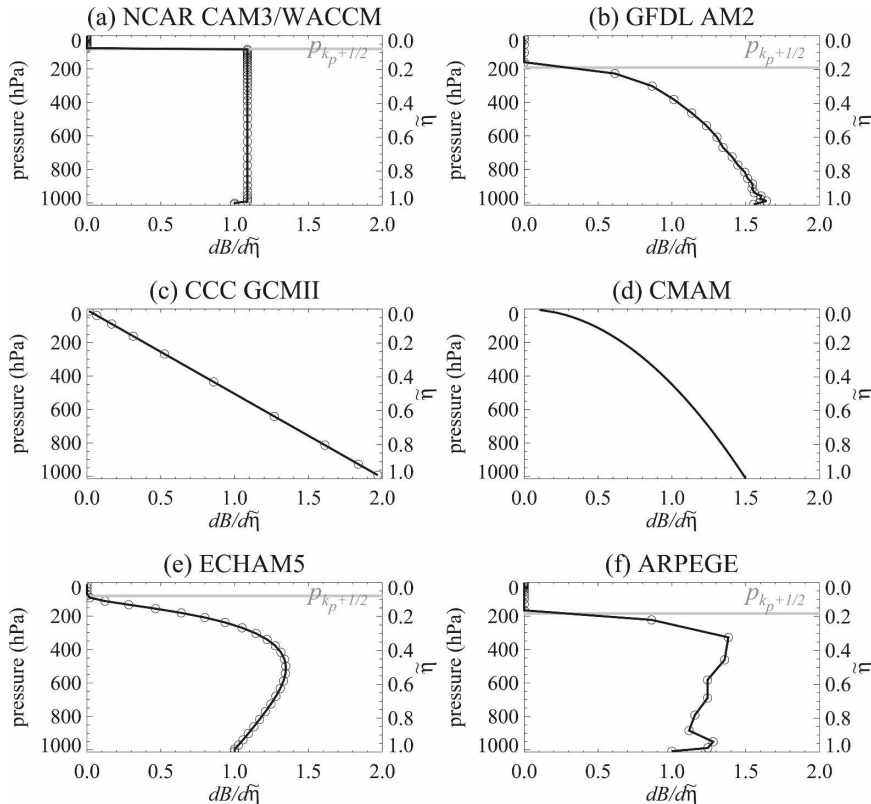 (a) NCAR CAM3/WACCM
0
200
400
600
800
1000
pressure (hPa)
p_{k_p+1/2}
0.0
0.2
0.4
0.6
0.8
1.0
η̃
0.0 0.5 1.0 1.5 2.0
dB/dη̃
(b) GFDL AM2
0
200
400
600
800
1000
pressure (hPa)
p_{k_p+1/2}
0.0
0.2
0.4
0.6
0.8
1.0
η̃
0.0 0.5 1.0 1.5 2.0
dB/dη̃
(c) CCC GCMII
0
200
400
600
800
1000
pressure (hPa)
0.0
0.2
0.4
0.6
0.8
1.0
η̃
0.0 0.5 1.0 1.5 2.0
dB/dη̃
(d) CMAM
0
200
400
600
800
1000
pressure (hPa)
0.0
0.2
0.4
0.6
0.8
1.0
η̃
0.0 0.5 1.0 1.5 2.0
dB/dη̃
(e) ECHAM5
0
200
400
600
800
1000
pressure (hPa)
p_{k_p+1/2}
0.0
0.2
0.4
0.6
0.8
1.0
η̃
0.0 0.5 1.0 1.5 2.0
dB/dη̃
(f) ARPEGE
0
200
400
600
800
1000
pressure (hPa)
p_{k_p+1/2}
0.0
0.2
0.4
0.6
0.8
1.0
η̃
0.0 0.5 1.0 1.5 2.0
dB/dη̃